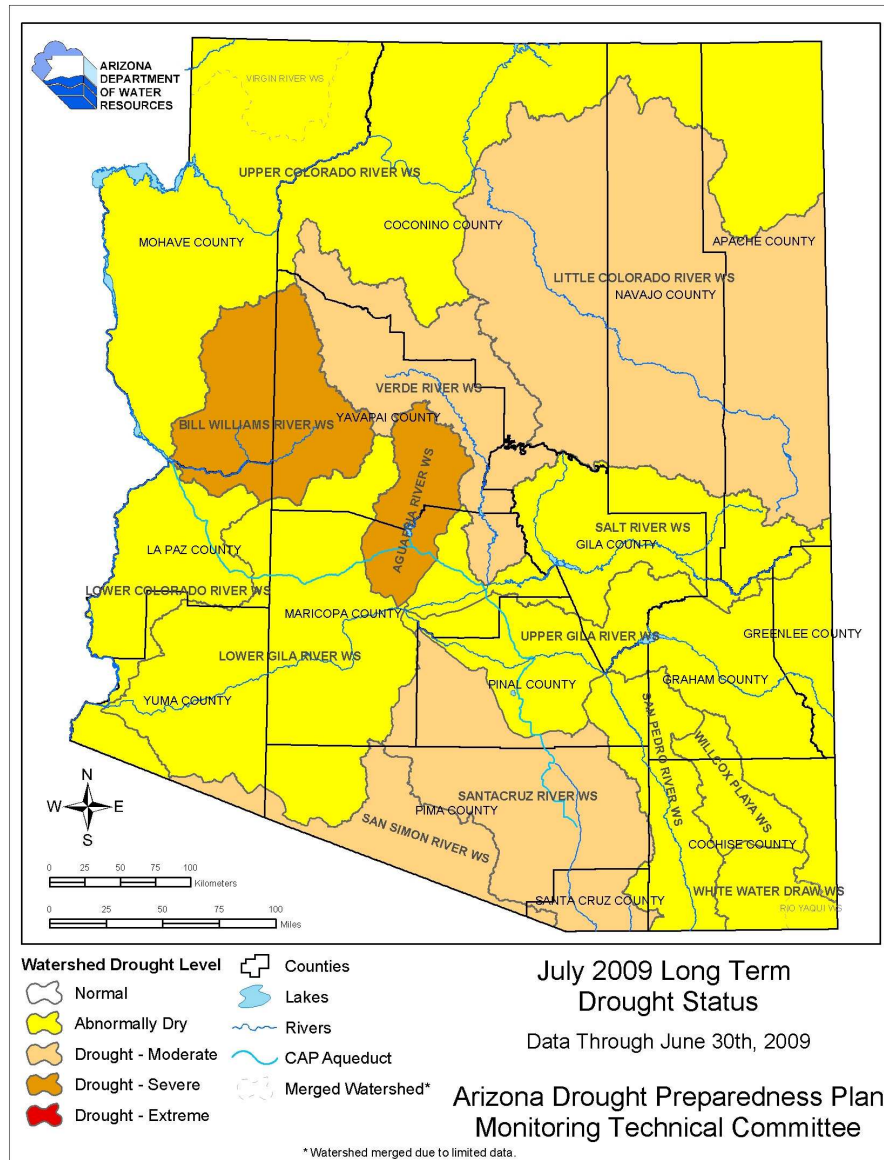 ARIZONA
DEPARTMENT
OF WATER
RESOURCES
VIRGIN RIVER WS
UPPER COLORADO RIVER WS
COCONINO COUNTY
MOHAVE COUNTY
APACHE COUNTY
LITTLE COLORADO RIVER WS
NAVAJO COUNTY
VERDE RIVER WS
YAVAPAI COUNTY
BILL WILLIAMS RIVER WS
AGUA FRIA RIVER WS
SALT RIVER WS
GILA COUNTY
LA PAZ COUNTY
LOWER COLORADO RIVER WS
MARICOPA COUNTY
UPPER GILA RIVER WS
GREENLEE COUNTY
LOWER GILA RIVER WS
PINAL COUNTY
GRAHAM COUNTY
YUMA COUNTY
SAN PEDRO RIVER WS
WILLCOX PLAYA WS
SANTACRUZ RIVER WS
PIMA COUNTY
SAN SIMON RIVER WS
COCHISE COUNTY
WHITE WATER DRAW WS
SANTA CRUZ COUNTY
RIO YAQUI WS
N
W E
S
0 25 50 75 100
Kilometers
0 25 50 75 100
Miles
Watershed Drought Level
Normal
Abnormally Dry
Drought - Moderate
Drought - Severe
Drought - Extreme
Counties
Lakes
Rivers
CAP Aqueduct
Merged Watershed*
July 2009 Long Term
Drought Status
Data Through June 30th, 2009
Arizona Drought Preparedness Plan
Monitoring Technical Committee
* Watershed merged due to limited data.